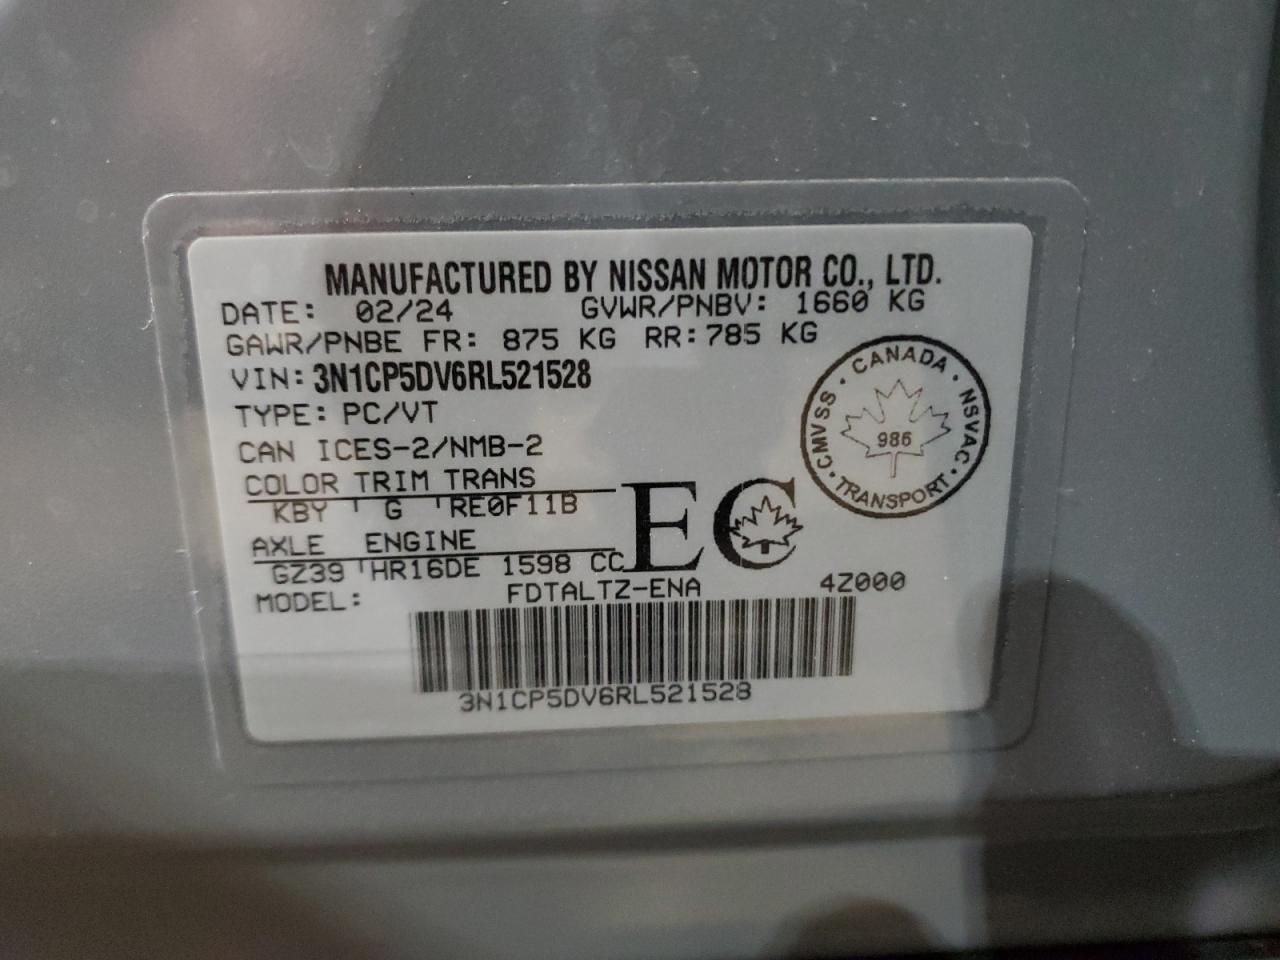 MANUFACTURED BY NISSAN MOTOR CO., LTD.
DATE: 02/24 GVWR/PNBV: 1660 KG
GAWR/PNBE FR: 875 KG RR: 785 KG
VIN: 3N1CP5DV6RL521528
TYPE: PC/VT
CAN ICES-2/NMB-2
COLOR TRIM TRANS
KBY G RE0F11B
AXLE ENGINE
GZ39 HR16DE 1598 CC
MODEL: FDTALTZ-ENA 4Z000
3N1CP5DV6RL521528
EC
CANADA · NSVAC · TRANSPORT · CMVSS ·
986